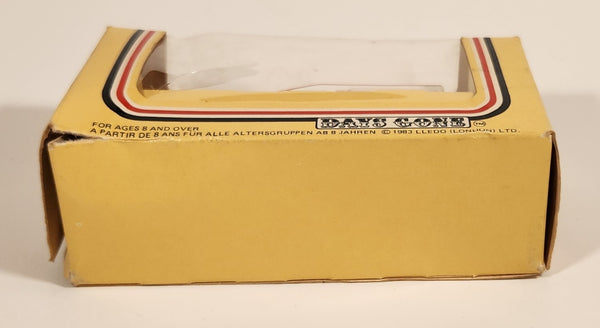 FOR AGES 8 AND OVER
A PARTIR DE 8 ANS FUR ALLE ALTERSGRUPPEN AB 8 JAHREN © 1983 LLEDO (LONDON) LTD.
DAYS GONE TM